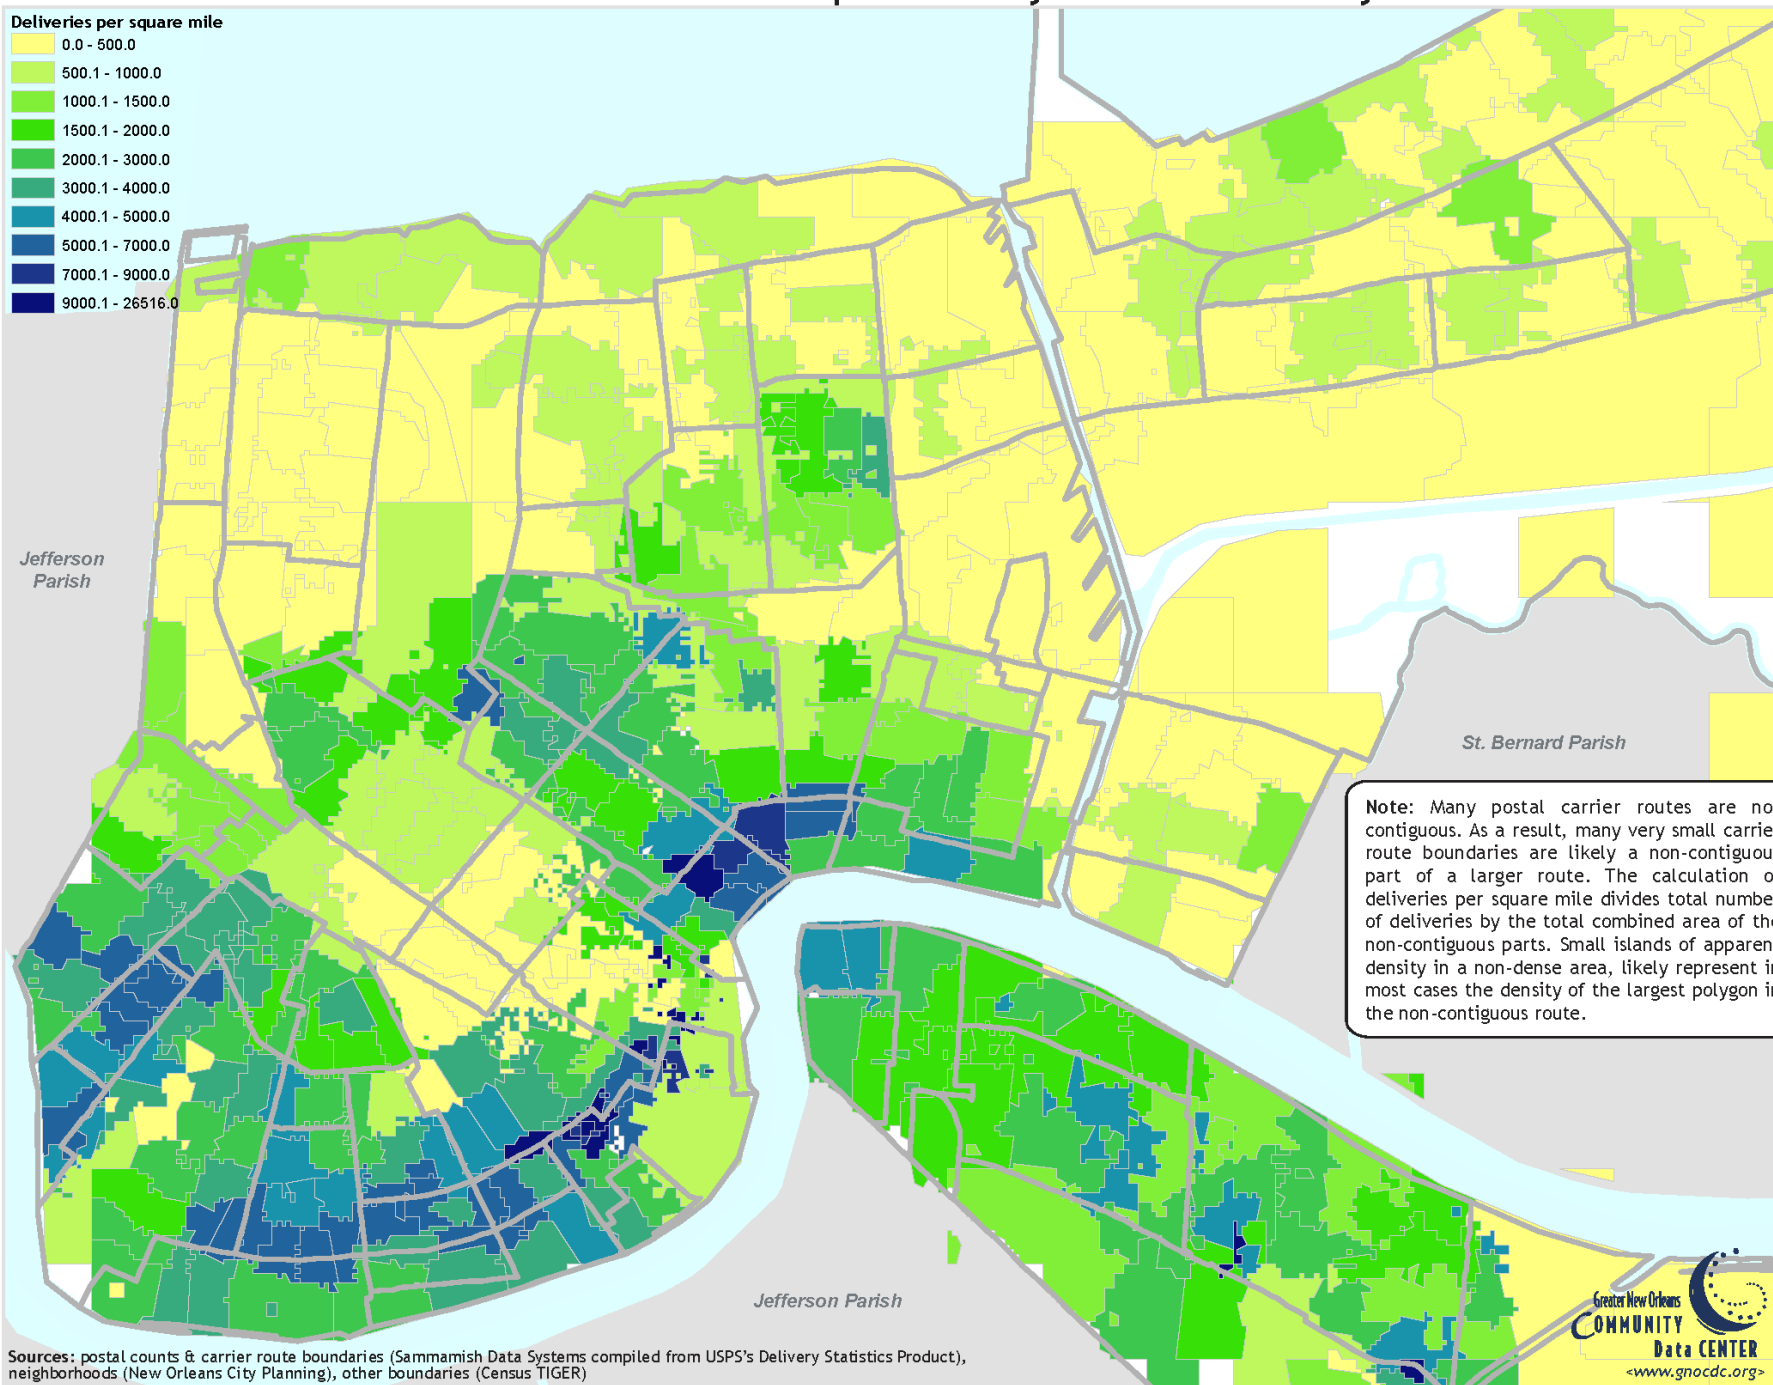 Deliveries per square mile
0.0 - 500.0
500.1 - 1000.0
1000.1 - 1500.0
1500.1 - 2000.0
2000.1 - 3000.0
3000.1 - 4000.0
4000.1 - 5000.0
5000.1 - 7000.0
7000.1 - 9000.0
9000.1 - 26516.0
Jefferson
Parish
St. Bernard Parish
Note: Many postal carrier routes are no
contiguous. As a result, many very small carrie
route boundaries are likely a non-contiguou
part of a larger route. The calculation o
deliveries per square mile divides total numbe
of deliveries by the total combined area of the
non-contiguous parts. Small islands of apparen
density in a non-dense area, likely represent i
most cases the density of the largest polygon i
the non-contiguous route.
Jefferson Parish
Greater New Orleans
COMMUNITY
Data CENTER
<www.gnocdc.org>
Sources: postal counts & carrier route boundaries (Sammamish Data Systems compiled from USPS's Delivery Statistics Product),
neighborhoods (New Orleans City Planning), other boundaries (Census TIGER)